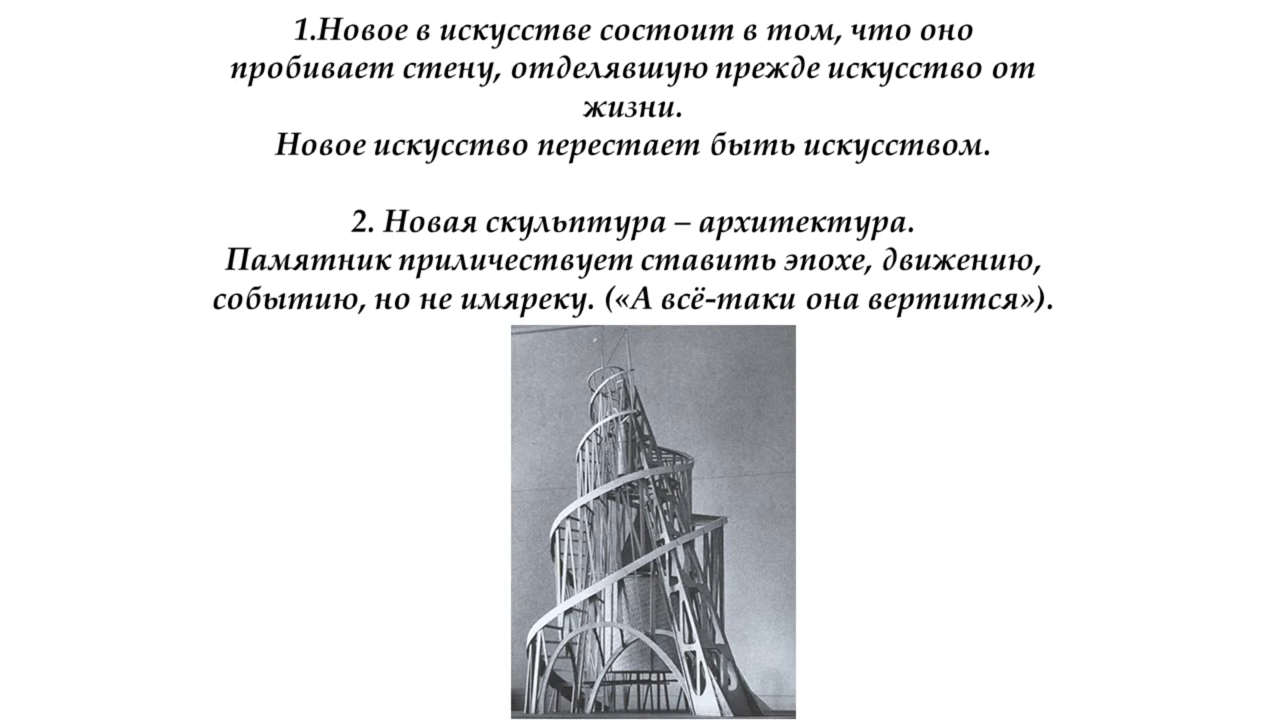 1.Новое в искусстве состоит в том, что оно
пробивает стену, отделявшую прежде искусство от
жизни.
Новое искусство перестает быть искусством.
2. Новая скульптура – архитектура.
Памятник приличествует ставить эпохе, движению,
событию, но не имяреку. («А всё-таки она вертится»).